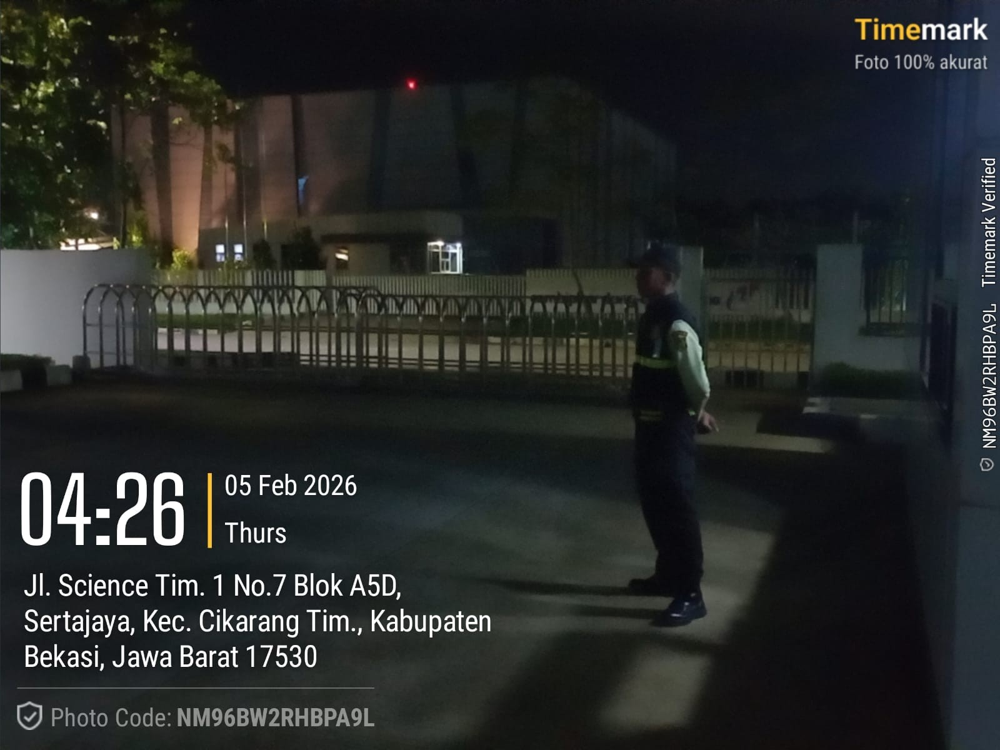 Timemark
Foto 100% akurat
NM96BW2RHBPA9L Timemark Verified
04:26
05 Feb 2026
Thurs
Jl. Science Tim. 1 No.7 Blok A5D,
Sertajaya, Kec. Cikarang Tim., Kabupaten
Bekasi, Jawa Barat 17530
Photo Code: NM96BW2RHBPA9L